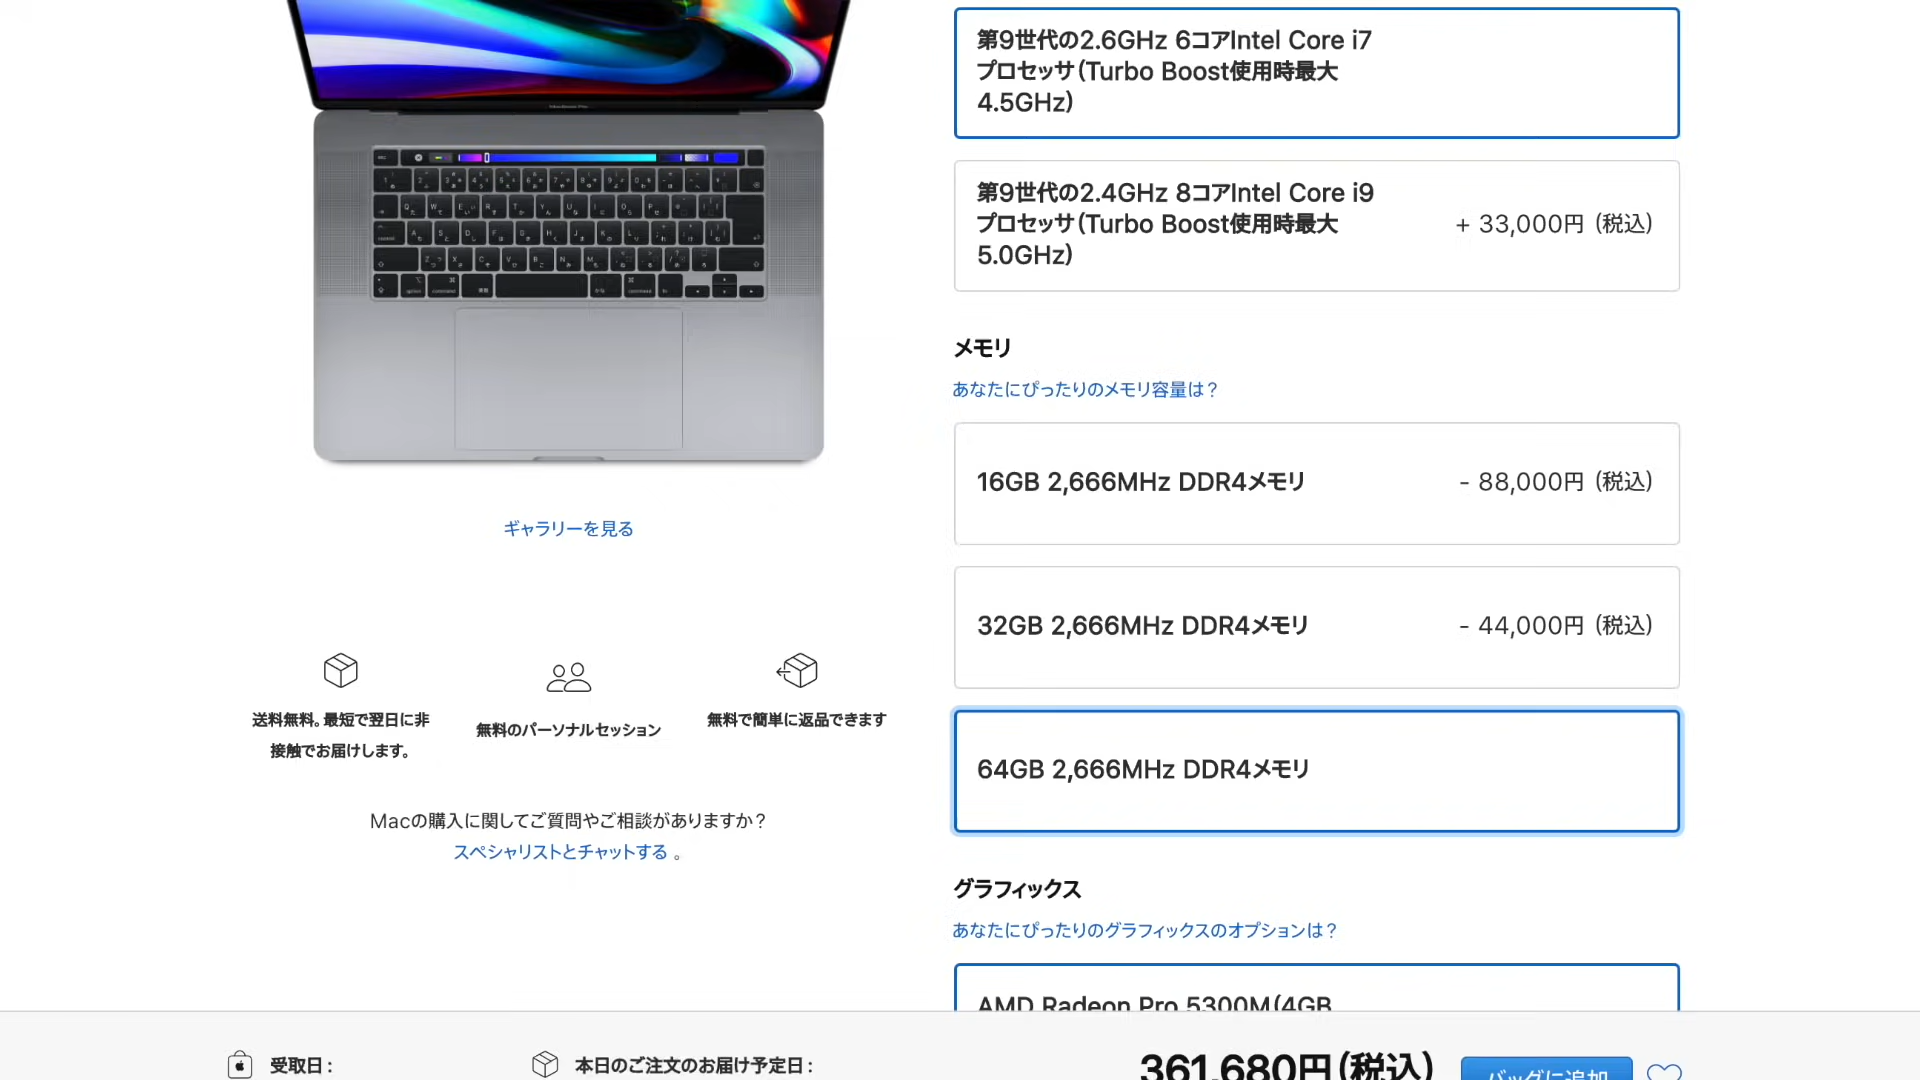 第9世代の2.6GHz 6コアIntel Core i7
プロセッサ(Turbo Boost使用時最大
4.5GHz)
第9世代の2.4GHz 8コアIntel Core i9
プロセッサ(Turbo Boost使用時最大
5.0GHz)
+ 33,000円 (税込)
メモリ
あなたにぴったりのメモリ容量は?
16GB 2,666MHz DDR4メモリ
- 88,000円 (税込)
32GB 2,666MHz DDR4メモリ
- 44,000円 (税込)
64GB 2,666MHz DDR4メモリ
グラフィックス
あなたにぴったりのグラフィックスのオプションは?
AMD Radeon Pro 5300M(4GB
ギャラリーを見る
送料無料。最短で翌日に非
接触でお届けします。
無料のパーソナルセッション
無料で簡単に返品できます
Macの購入に関してご質問やご相談がありますか?
スペシャリストとチャットする 。
受取日:
本日のご注文のお届け予定日:
361,680円(税込)
バッグに追加